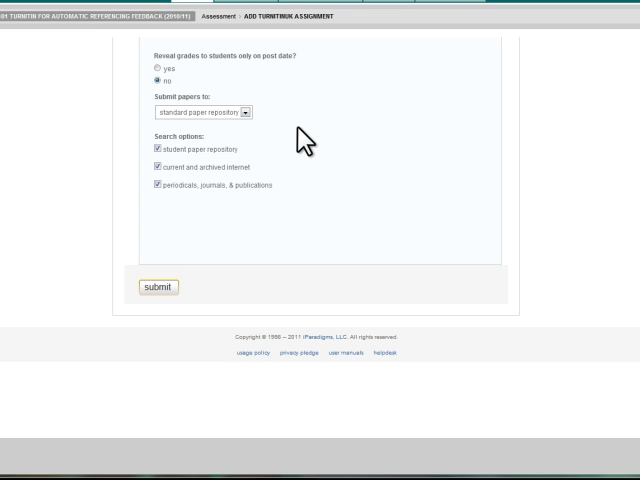 01 TURNITIN FOR AUTOMATIC REFERENCING FEEDBACK (2010/11) Assessment > ADD TURNITINUK ASSIGNMENT
Reveal grades to students only on post date?
yes
no
Submit papers to:
standard paper repository
Search options:
student paper repository
current and archived internet
periodicals, journals, & publications
submit
Copyright © 1998 – 2011 iParadigms, LLC. All rights reserved.
usage policy privacy pledge user manuals helpdesk